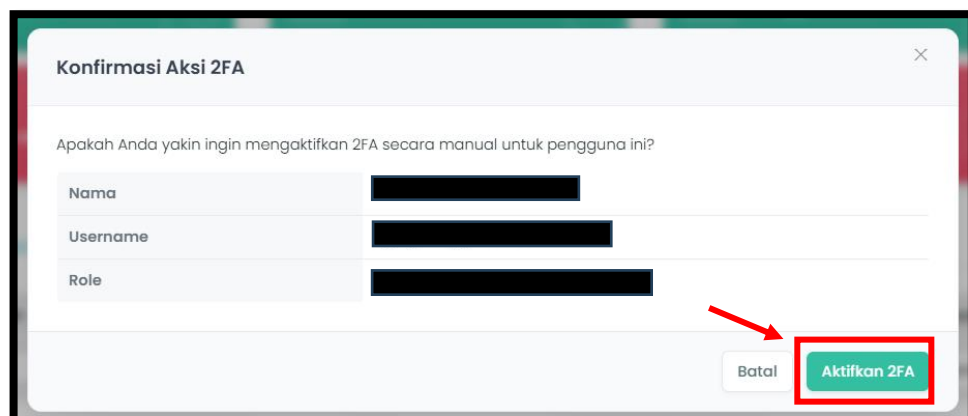 Konfirmasi Aksi 2FA
Apakah Anda yakin ingin mengaktifkan 2FA secara manual untuk pengguna ini?
Nama
Username
Role
Batal
Aktifkan 2FA